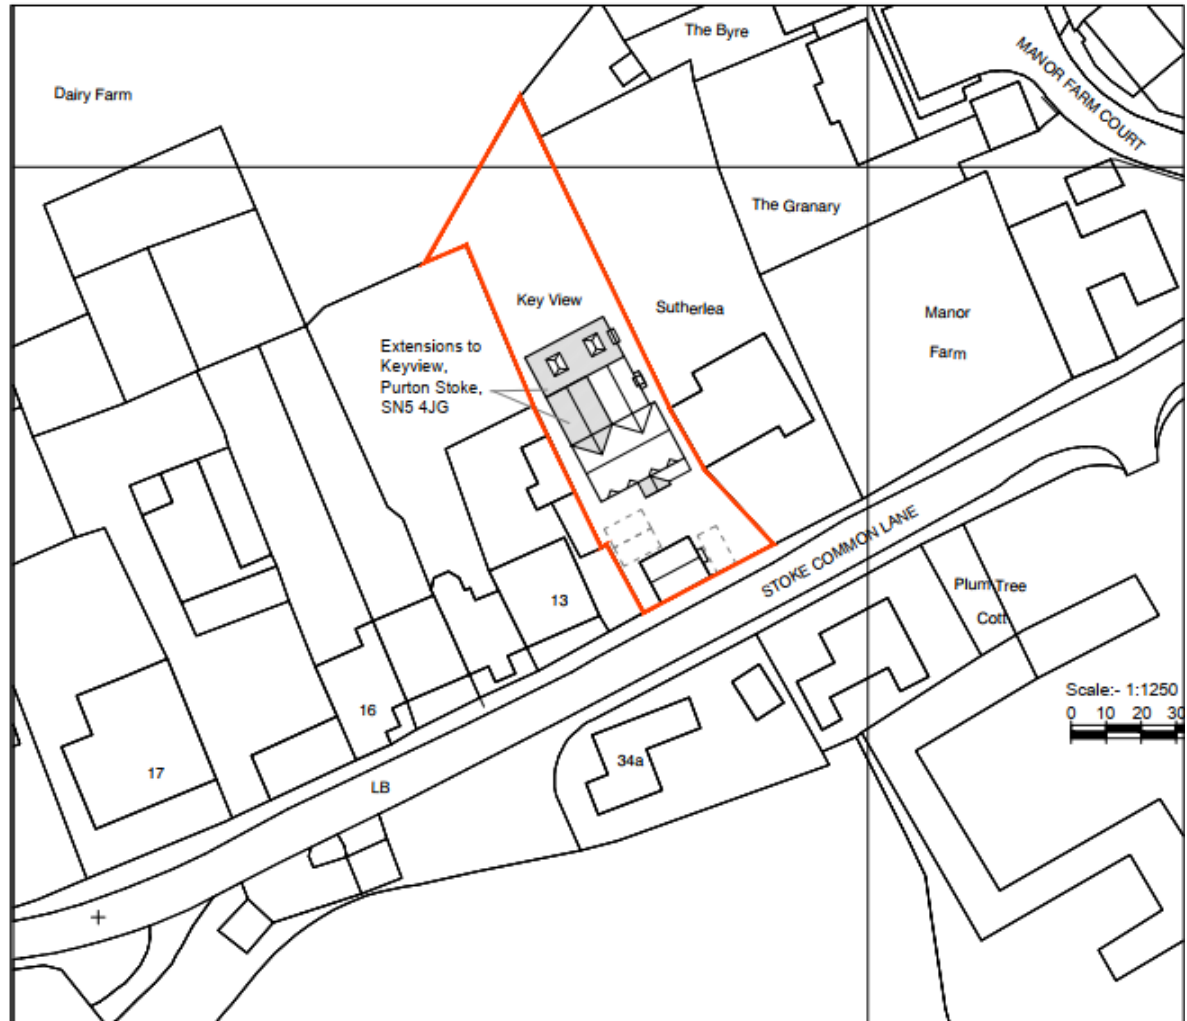 The Byre
MANOR FARM COURT
Dairy Farm
The Granary
Key View
Sutherlea
Manor
Farm
Extensions to
Keyview,
Purton Stoke,
SN5 4JG
STOKE COMMON LANE
Plum Tree
Cott
13
Scale:- 1:1250
0 10 20 30
16
34a
17
LB